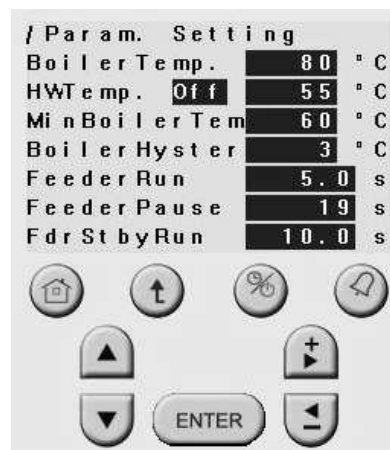 /Param. Setting
BoilerTemp. 80 °C
HWTemp. Off 55 °C
MinBoilerTem 60 °C
BoilerHyster 3 °C
FeederRun 5.0 s
FeederPause 19 s
FdrStbyRun 10.0 s
%
+
ENTER
-